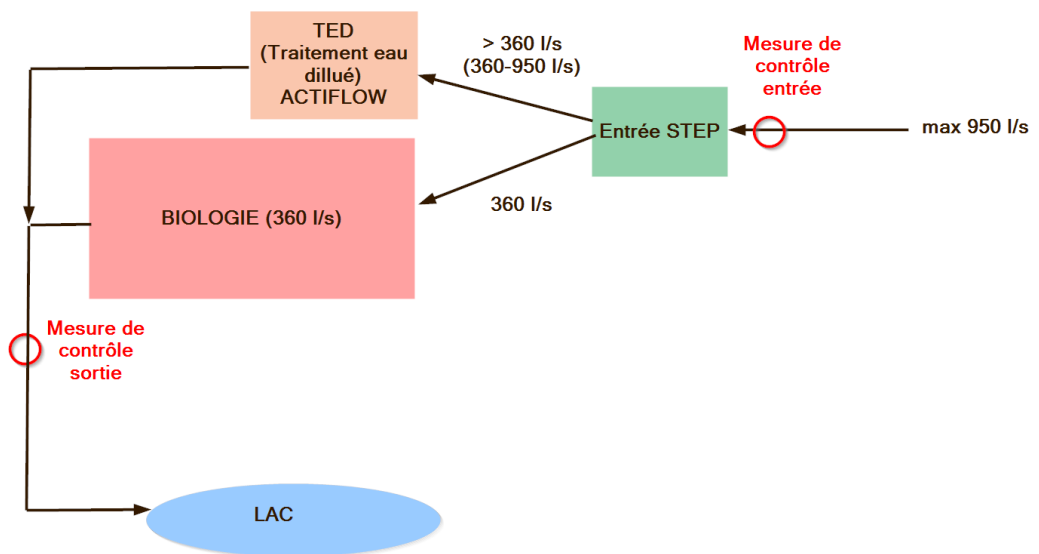 TED
(Traitement eau
dillué)
ACTIFLOW
> 360 l/s
(360-950 l/s)
Mesure de
contrôle
entrée
Entrée STEP
max 950 l/s
BIOLOGIE (360 l/s)
360 l/s
Mesure de
contrôle
sortie
LAC